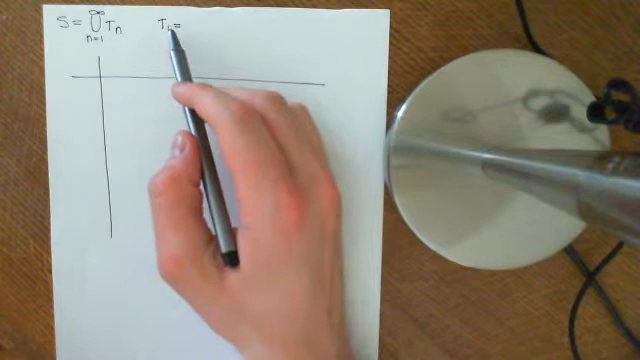 S = ∞⋃n=1 Tn T1 =